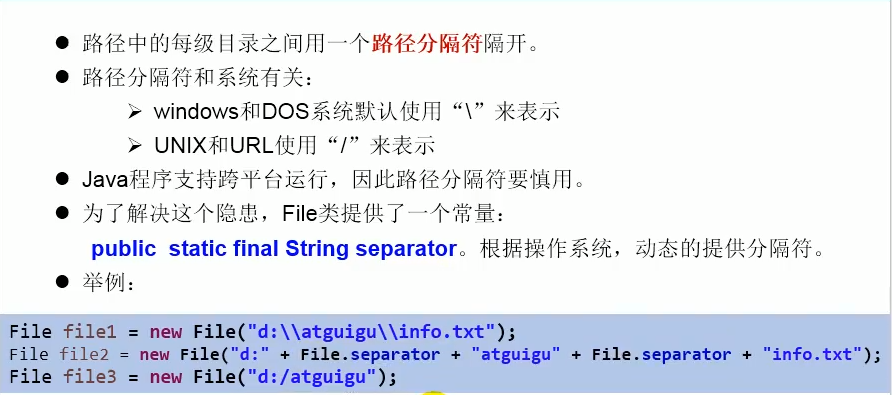 ● 路径中的每级目录之间用一个路径分隔符隔开。
● 路径分隔符和系统有关：
➢ windows和DOS系统默认使用“\”来表示
➢ UNIX和URL使用“/”来表示
● Java程序支持跨平台运行，因此路径分隔符要慎用。
● 为了解决这个隐患，File类提供了一个常量：
public static final String separator。根据操作系统，动态的提供分隔符。
● 举例：
File file1 = new File("d:\\atguigu\\info.txt");
File file2 = new File("d:" + File.separator + "atguigu" + File.separator + "info.txt");
File file3 = new File("d:/atguigu");